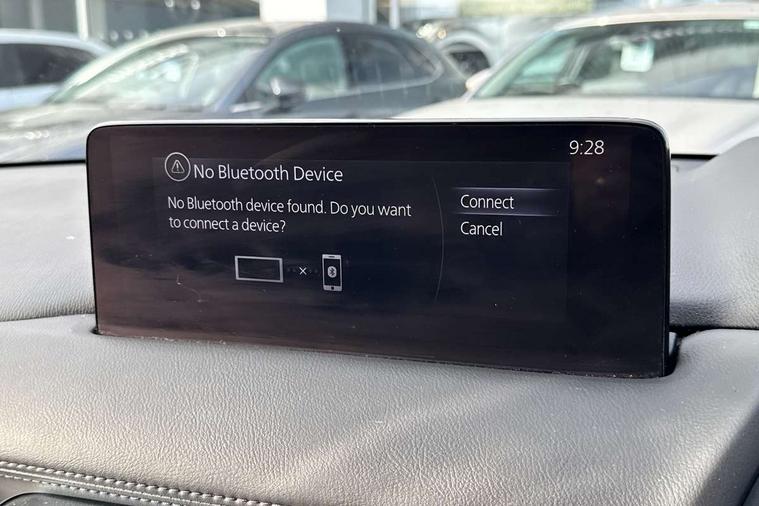 9:28
No Bluetooth Device
No Bluetooth device found. Do you want
to connect a device?
Connect
Cancel